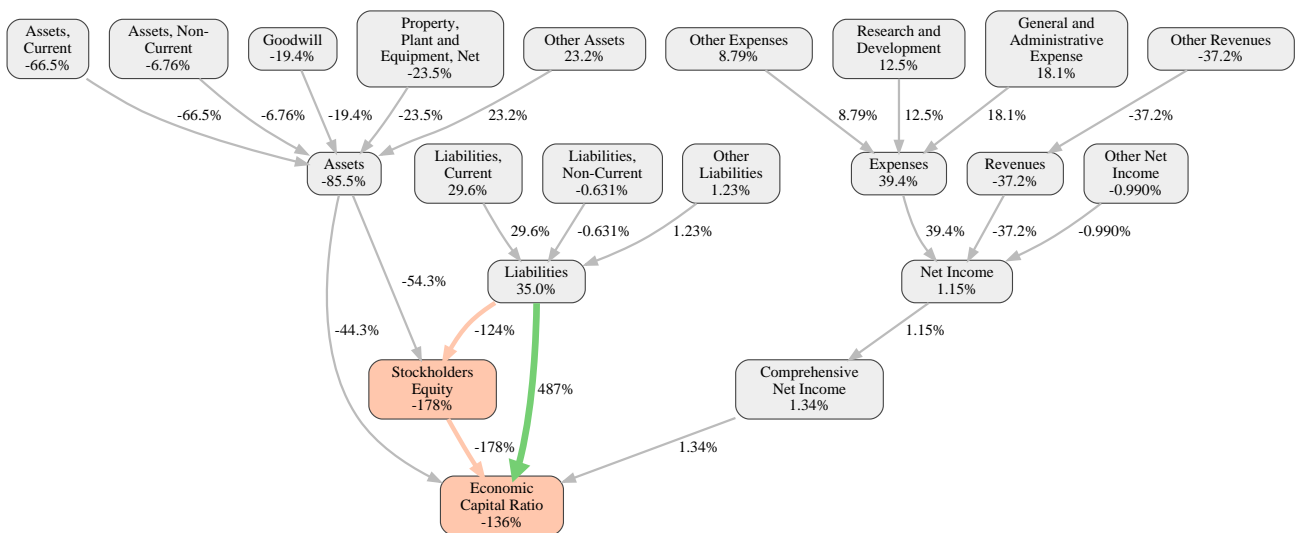 Assets,
Current
-66.5%
Assets, Non-
Current
-6.76%
Goodwill
-19.4%
Property,
Plant and
Equipment, Net
-23.5%
Other Assets
23.2%
Other Expenses
8.79%
Research and
Development
12.5%
General and
Administrative
Expense
18.1%
Other Revenues
-37.2%
-66.5%
-6.76%
-19.4%
-23.5%
23.2%
8.79%
12.5%
18.1%
-37.2%
Assets
-85.5%
Liabilities,
Current
29.6%
Liabilities,
Non-Current
-0.631%
Other
Liabilities
1.23%
Expenses
39.4%
Revenues
-37.2%
Other Net
Income
-0.990%
29.6%
-0.631%
1.23%
39.4%
-37.2%
-0.990%
Liabilities
35.0%
Net Income
1.15%
-54.3%
-44.3%
-124%
1.15%
Stockholders
Equity
-178%
487%
Comprehensive
Net Income
1.34%
-178%
1.34%
Economic
Capital Ratio
-136%